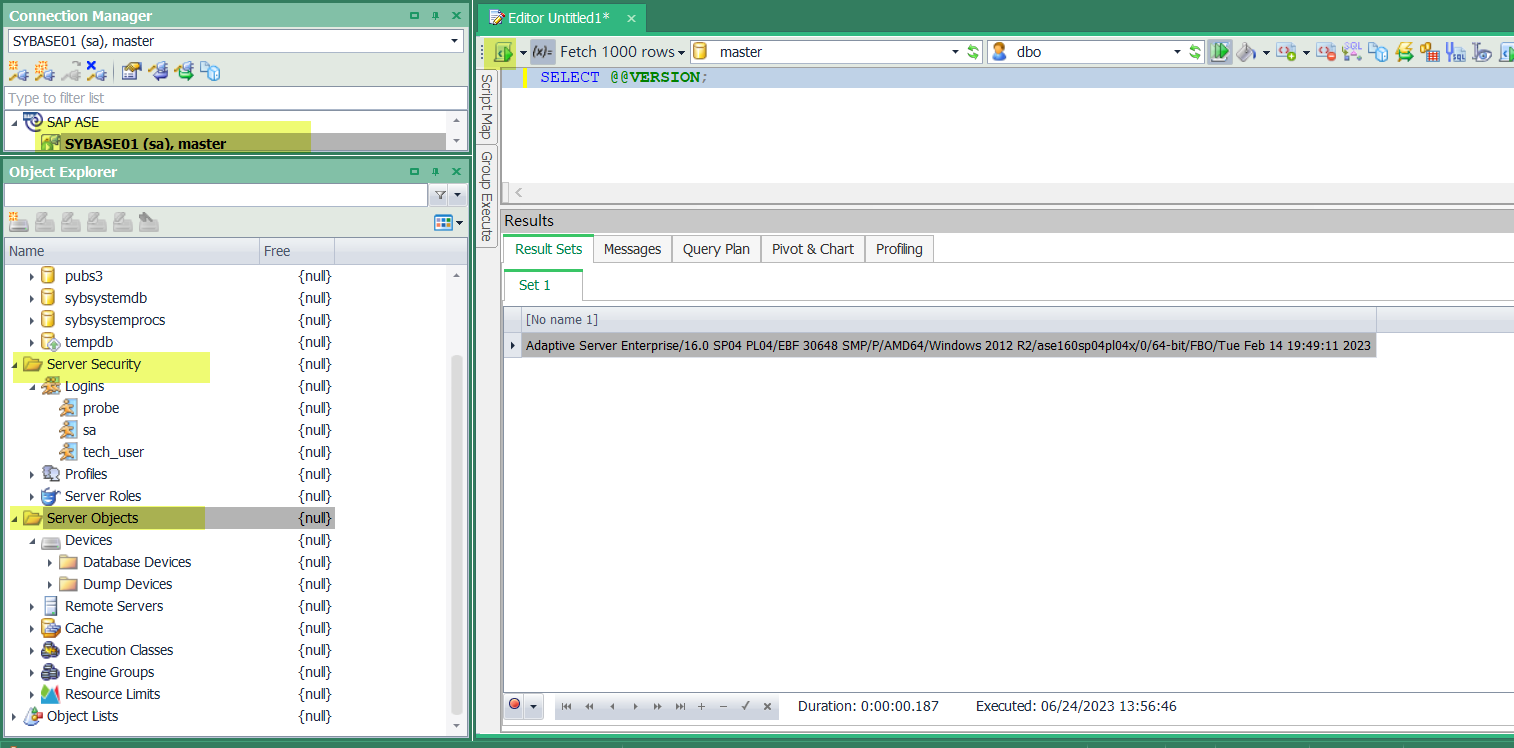 Connection Manager
SYBASE01 (sa), master
Type to filter list
SAP ASE
SYBASE01 (sa), master
Object Explorer
Name Free
pubs3 {null}
sybsystemdb {null}
sybsystemprocs {null}
tempdb {null}
Server Security {null}
Logins {null}
probe {null}
sa {null}
tech_user {null}
Profiles {null}
Server Roles {null}
Server Objects {null}
Devices {null}
Database Devices {null}
Dump Devices {null}
Remote Servers {null}
Cache {null}
Execution Classes {null}
Engine Groups {null}
Resource Limits {null}
Object Lists {null}
Editor Untitled1*
(x)= Fetch 1000 rows master dbo SQL SQL
Script Map
Group Execute
SELECT @@VERSION;
Results
Result Sets Messages Query Plan Pivot & Chart Profiling
Set 1
[No name 1]
Adaptive Server Enterprise/16.0 SP04 PL04/EBF 30648 SMP/P/AMD64/Windows 2012 R2/ase160sp04pl04x/0/64-bit/FBO/Tue Feb 14 19:49:11 2023
Duration: 0:00:00.187 Executed: 06/24/2023 13:56:46